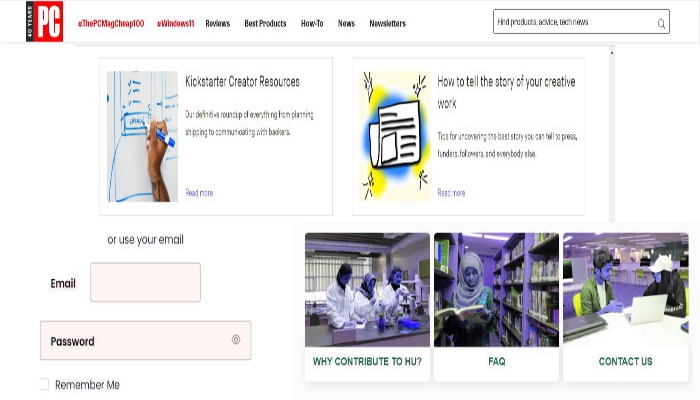 40 YEARS
PC
#ThePCMagCheap100 #Windows11 Reviews Best Products How-To News Newsletters
Find products, advice, tech news
Kickstarter Creator Resources
Our definitive roundup of everything from planning
shipping to communicating with backers.
Read more
How to tell the story of your creative
work
Tips for uncovering the best story you can tell to press,
funders, followers, and everybody else.
Read more
or use your email
Email
Password
Remember Me
WHY CONTRIBUTE TO HU?
FAQ
CONTACT US